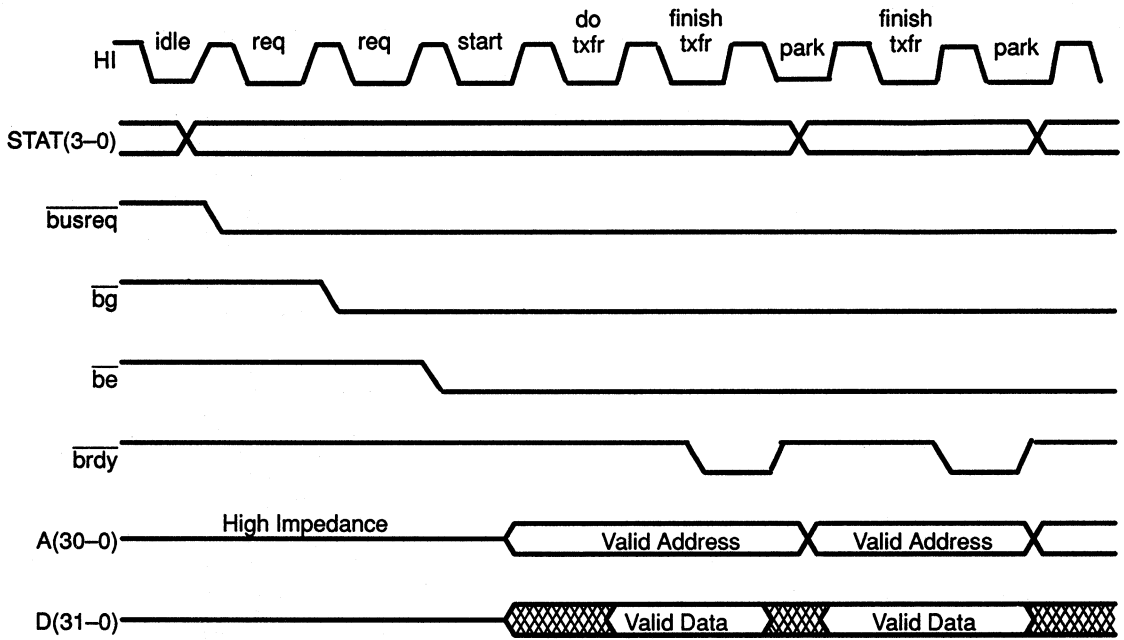 HI
idle
req
req
start
do
txfr
finish
txfr
park
finish
txfr
park
STAT(3–0)
busreq
bg
be
brdy
A(30–0)
High Impedance
Valid Address
Valid Address
D(31–0)
Valid Data
Valid Data